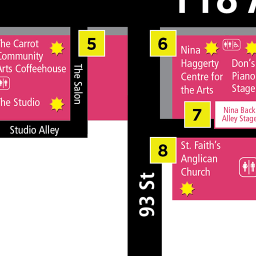 118 A
The Carrot
Community
Arts Coffeehouse
The Studio
Studio Alley
5
The Salon
6
Nina
Haggerty
Centre for
the Arts
Don's
Piano
Stage
7
Nina Back
Alley Stage
8
St. Faith's
Anglican
Church
93 St